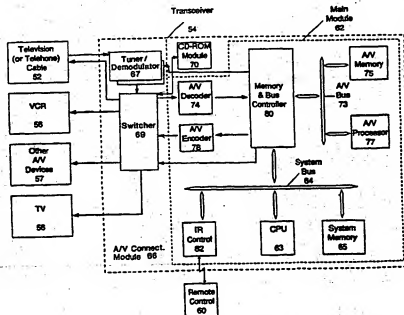 Transceiver
54
Main
Module
62
Television
(or Telehone)
Cable
52
Tuner /
Demodulator
67
CD-ROM
Module
70
A/V
Memory
75
VCR
56
A/V
Decoder
74
Memory
& Bus
Controller
80
A/V
Bus
73
Switcher
69
A/V
Encoder
78
A/V
Processor
77
Other
A/V
Devices
57
System
Bus
64
TV
58
IR
Control
82
CPU
63
System
Memory
65
A/V Connect.
Module 66
Remote
Control
60